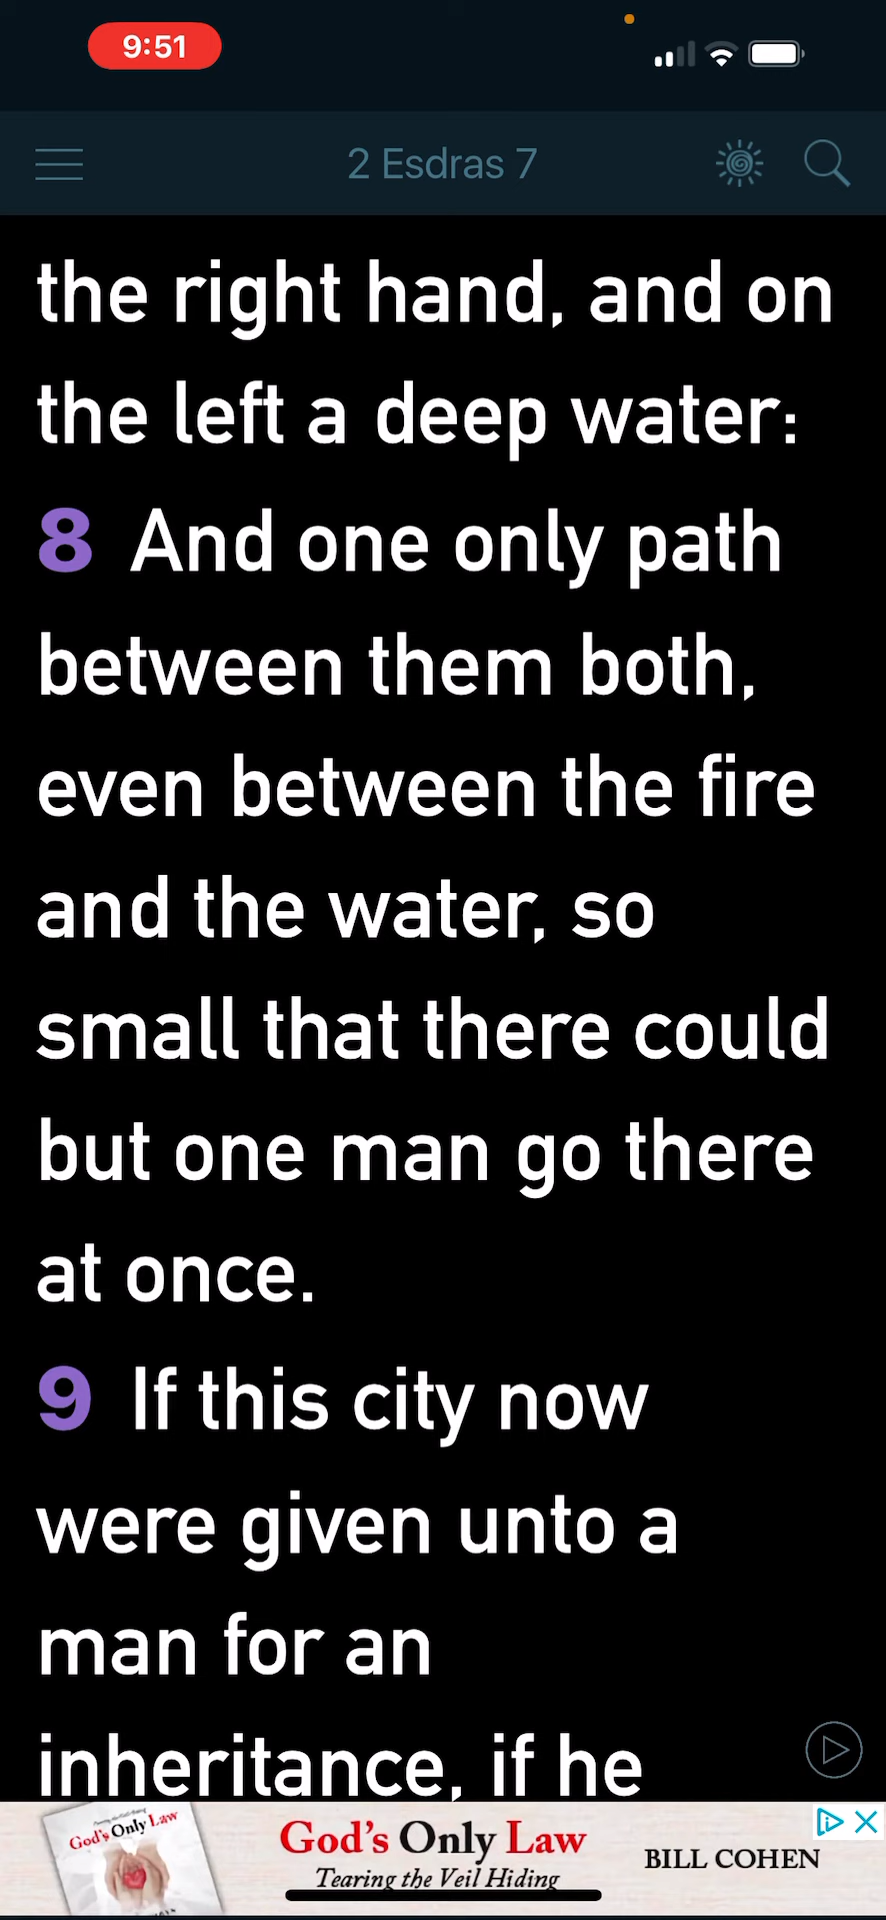 9:51
2 Esdras 7
the right hand, and on
the left a deep water:
8 And one only path
between them both,
even between the fire
and the water, so
small that there could
but one man go there
at once.
9 If this city now
were given unto a
man for an
inheritance, if he
God's Only Law
God's Only Law
Tearing the Veil Hiding
BILL COHEN